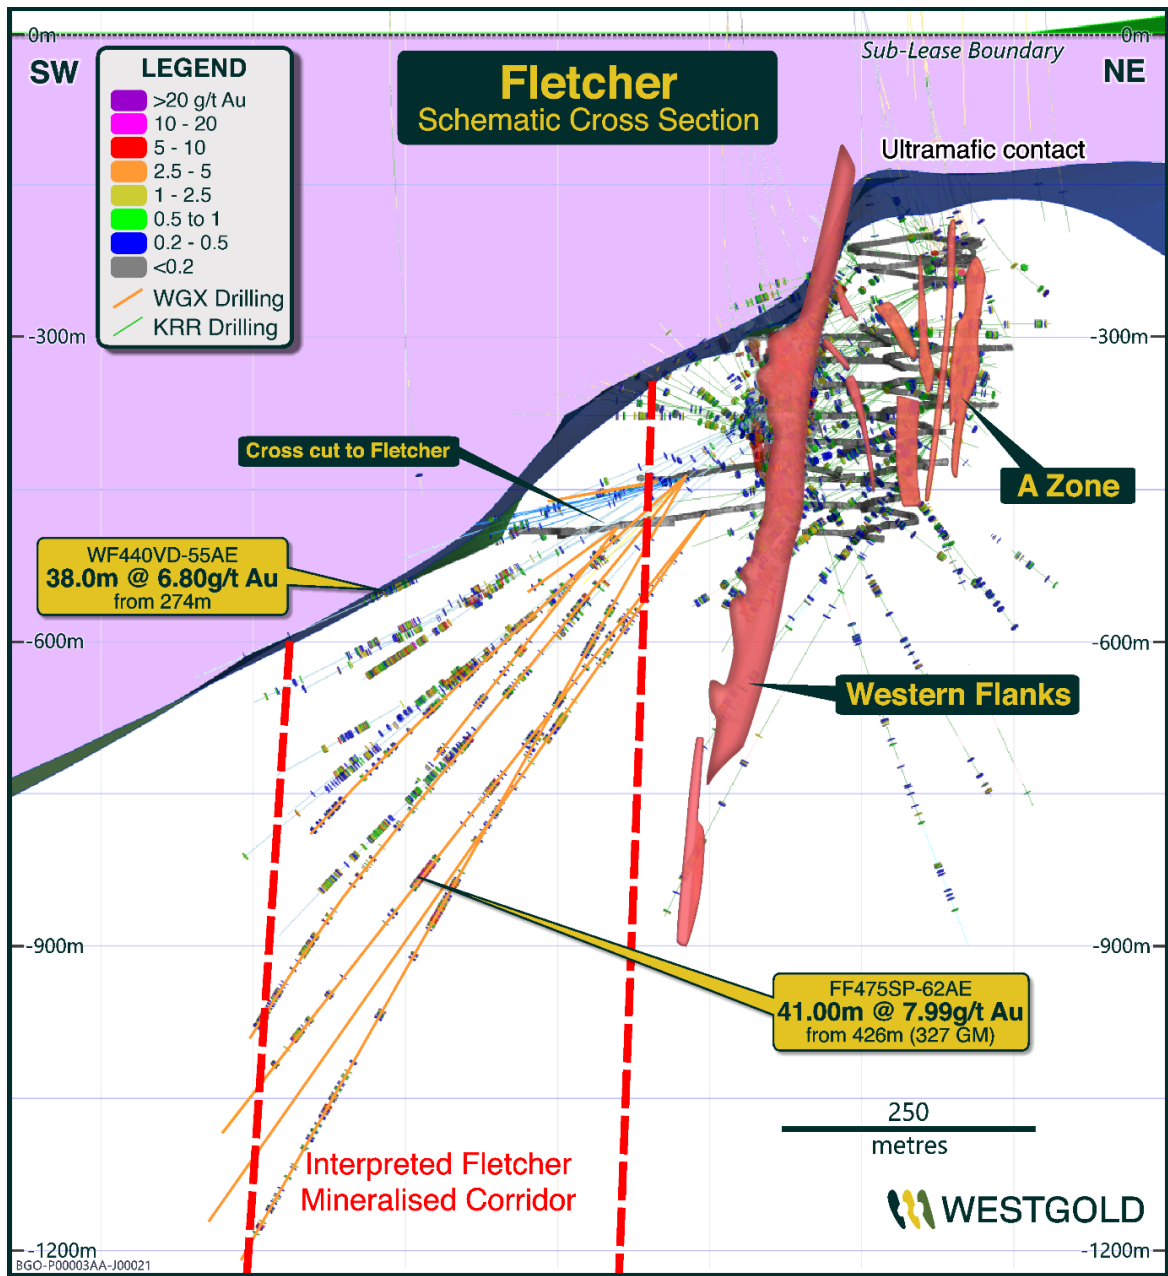 0m
0m
Sub-Lease Boundary
SW
NE
LEGEND
>20 g/t Au
10 - 20
5 - 10
2.5 - 5
1 - 2.5
0.5 to 1
0.2 - 0.5
<0.2
WGX Drilling
KRR Drilling
Fletcher
Schematic Cross Section
Ultramafic contact
-300m
-300m
Cross cut to Fletcher
A Zone
WF440VD-55AE
38.0m @ 6.80g/t Au
from 274m
-600m
-600m
Western Flanks
-900m
-900m
FF475SP-62AE
41.00m @ 7.99g/t Au
from 426m (327 GM)
250
metres
Interpreted Fletcher
Mineralised Corridor
WESTGOLD
-1200m
-1200m
BGO-P00003AA-J00021